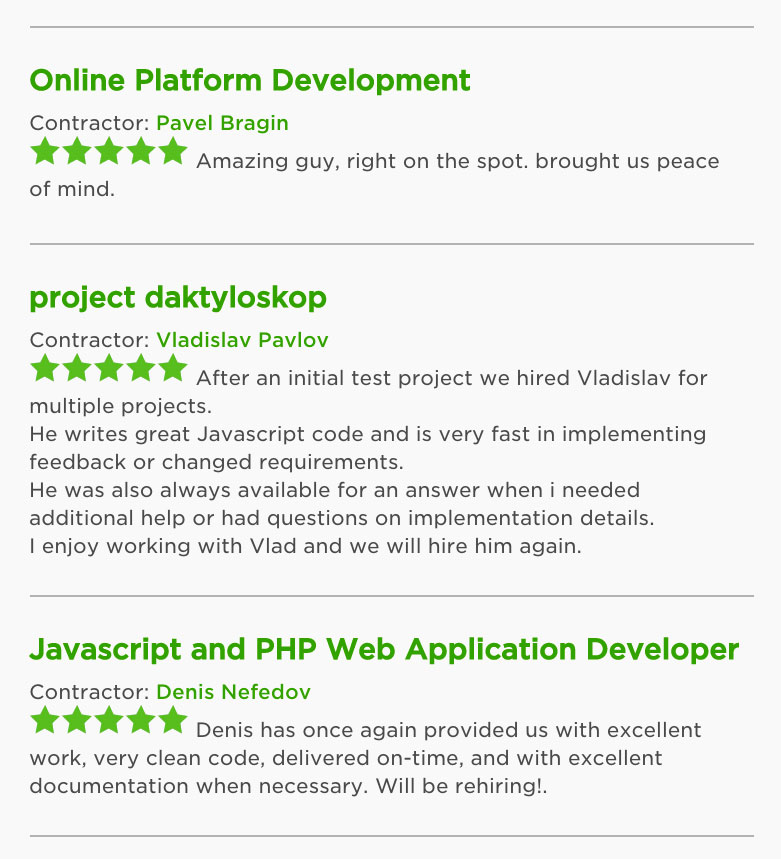 Online Platform Development
Contractor: Pavel Bragin
Amazing guy, right on the spot. brought us peace
of mind.
project daktyloskop
Contractor: Vladislav Pavlov
After an initial test project we hired Vladislav for
multiple projects.
He writes great Javascript code and is very fast in implementing
feedback or changed requirements.
He was also always available for an answer when i needed
additional help or had questions on implementation details.
I enjoy working with Vlad and we will hire him again.
Javascript and PHP Web Application Developer
Contractor: Denis Nefedov
Denis has once again provided us with excellent
work, very clean code, delivered on-time, and with excellent
documentation when necessary. Will be rehiring!.